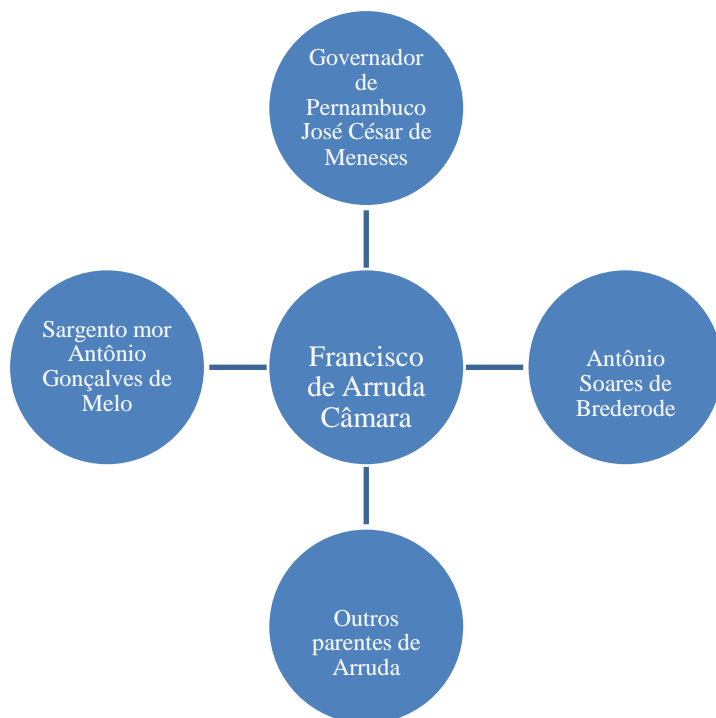 Governador
de
Pernambuco
José César de
Meneses
Sargento mor
Antônio
Gonçalves de
Melo
Francisco
de Arruda
Câmara
Antônio
Soares de
Brederode
Outros
parentes de
Arruda